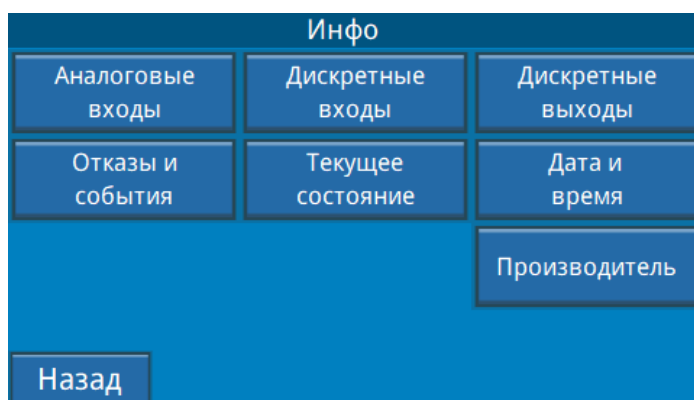 Инфо
Аналоговые
входы
Дискретные
входы
Дискретные
выходы
Отказы и
события
Текущее
состояние
Дата и
время
Производитель
Назад